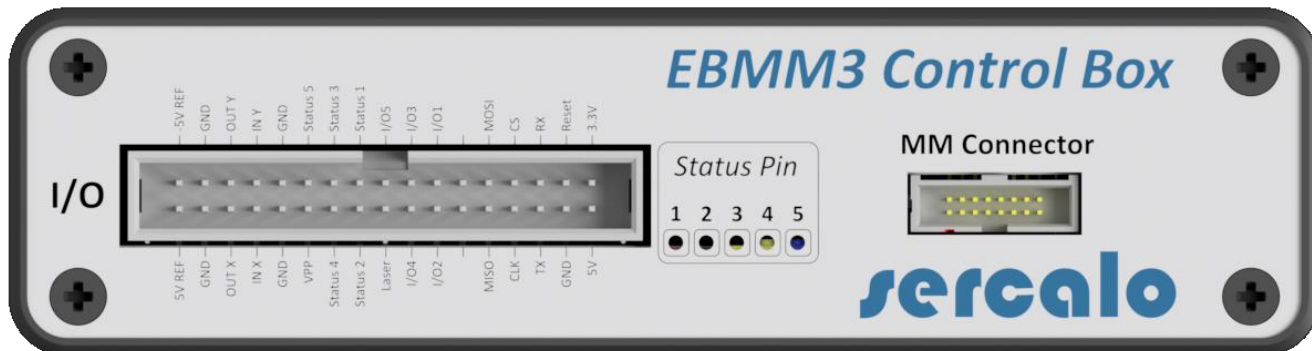 EBMM3 Control Box
-5V REF
GND
OUT Y
IN Y
GND
Status 5
Status 3
Status 1
I/O5
I/O3
I/O1
MOSI
CS
RX
Reset
3.3V
I/O
Status Pin
1 2 3 4 5
MM Connector
5V REF
GND
OUT X
IN X
GND
VPP
Status 4
Status 2
Laser
I/O4
I/O2
MISO
CLK
TX
GND
5V
sercalo